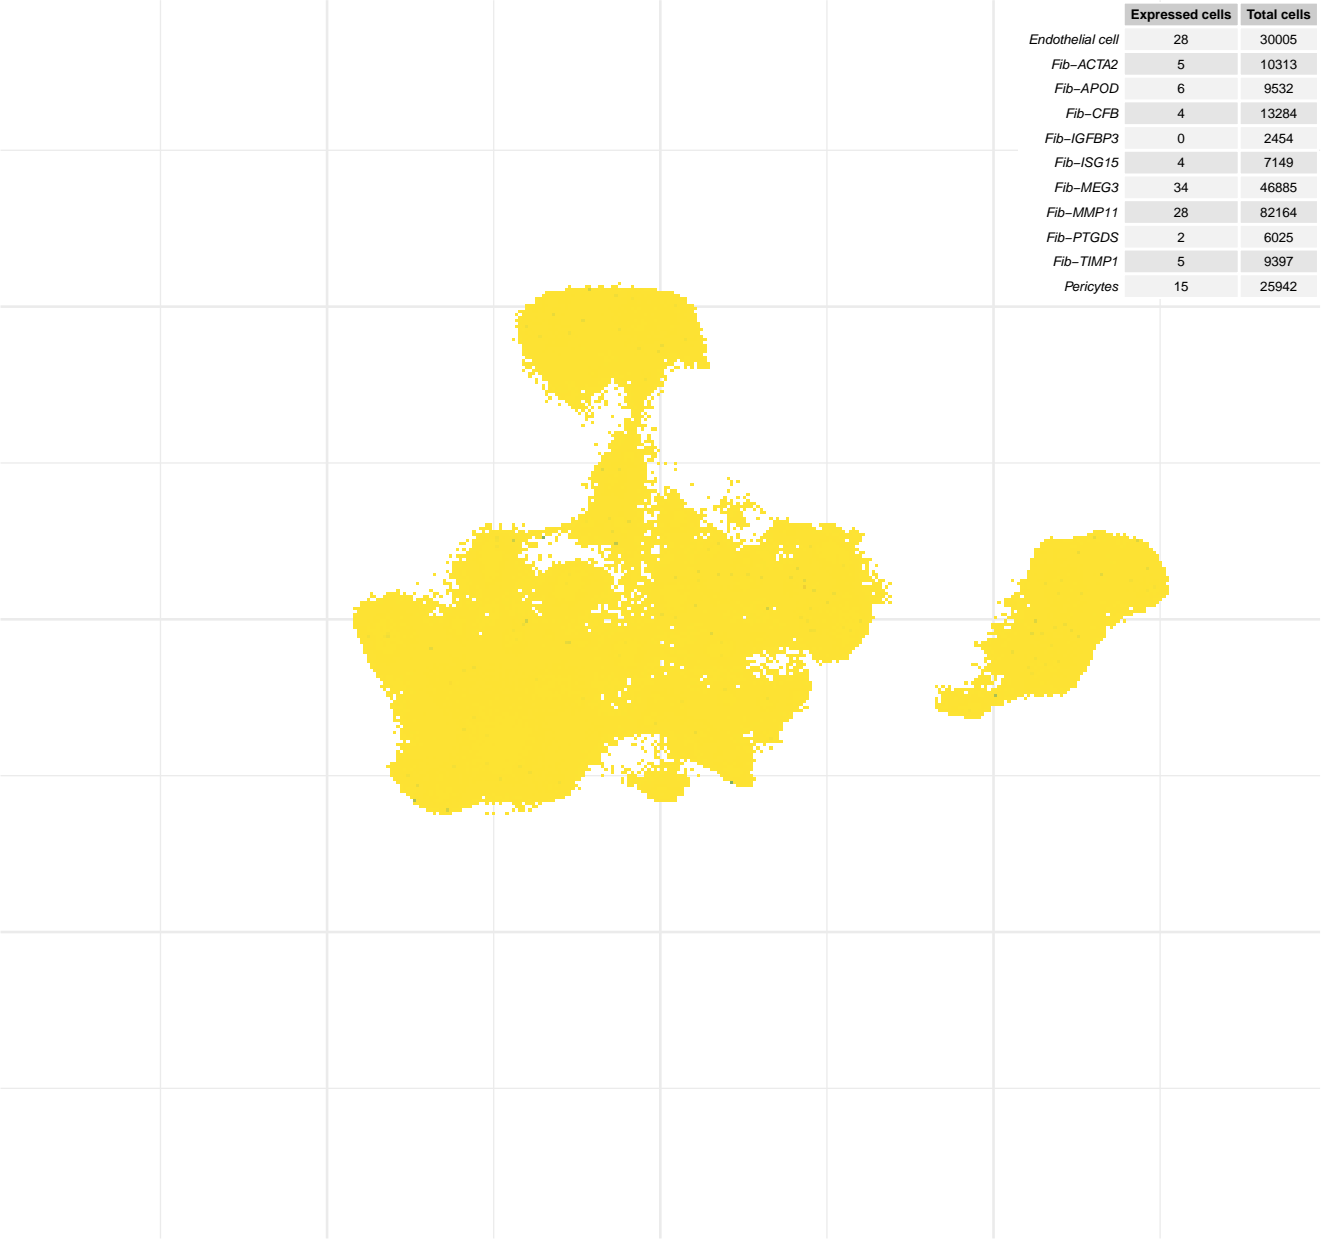 Expressed cells Total cells
Endothelial cell 28 30005
Fib−ACTA2 5 10313
Fib−APOD 6 9532
Fib−CFB 4 13284
Fib−IGFBP3 0 2454
Fib−ISG15 4 7149
Fib−MEG3 34 46885
Fib−MMP11 28 82164
Fib−PTGDS 2 6025
Fib−TIMP1 5 9397
Pericytes 15 25942